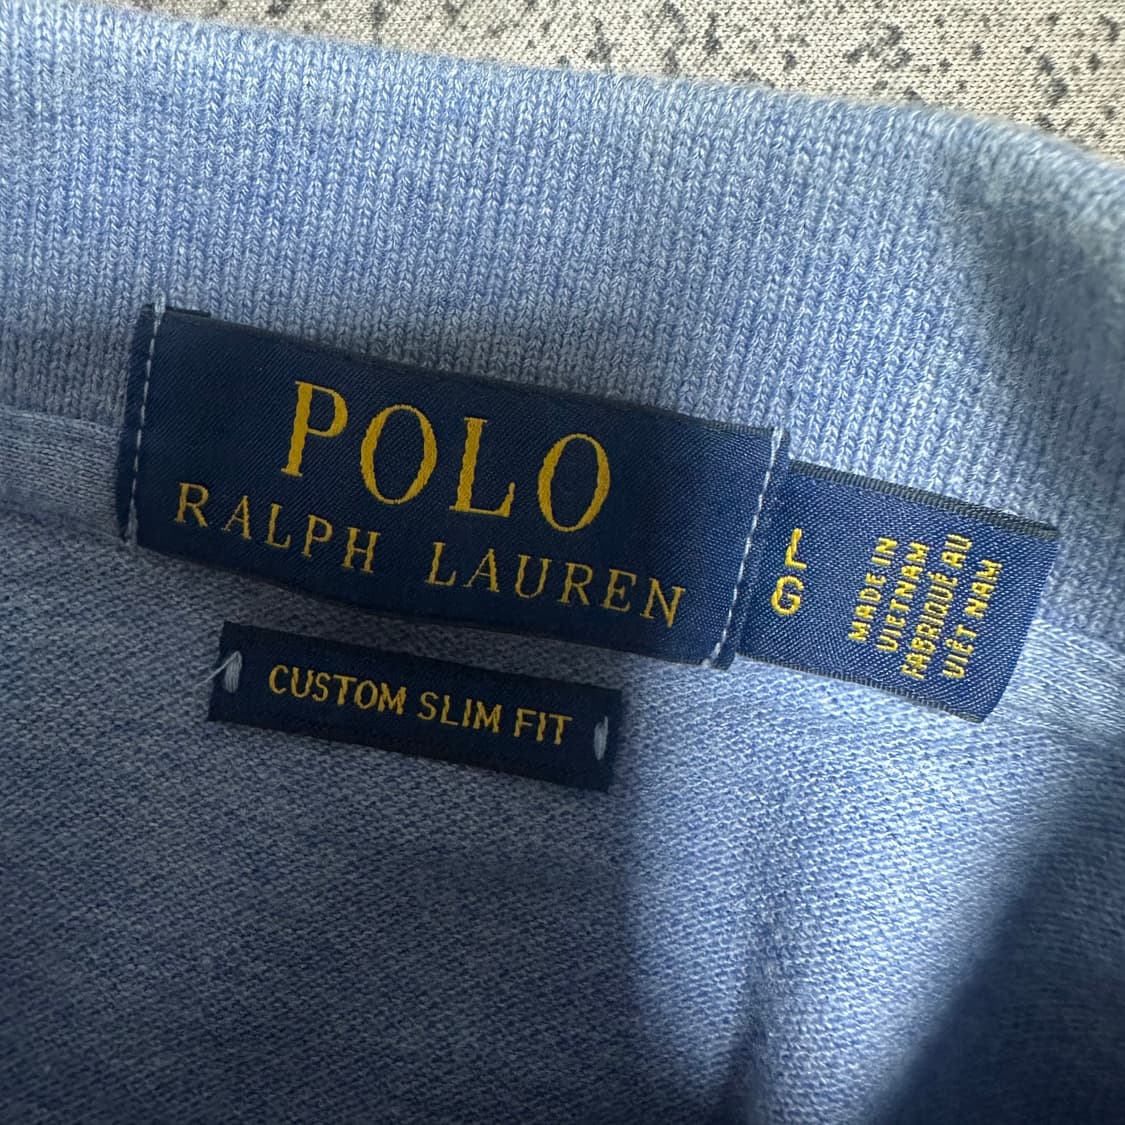 POLO
RALPH LAUREN
CUSTOM SLIM FIT
L
G
MADE IN
VIETNAM
FABRIQUÉ AU
VIÊT NAM